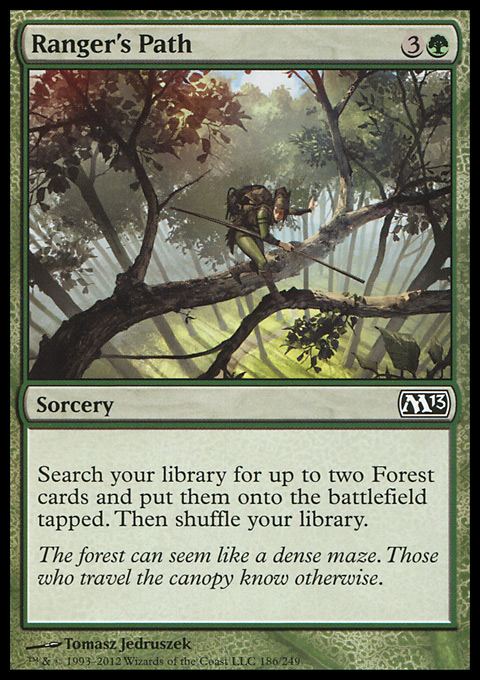 Ranger's Path 3
Sorcery M13
Search your library for up to two Forest
cards and put them onto the battlefield
tapped. Then shuffle your library.
The forest can seem like a dense maze. Those
who travel the canopy know otherwise.
Tomasz Jedruszek
™ & © 1993–2012 Wizards of the Coast LLC 186/249